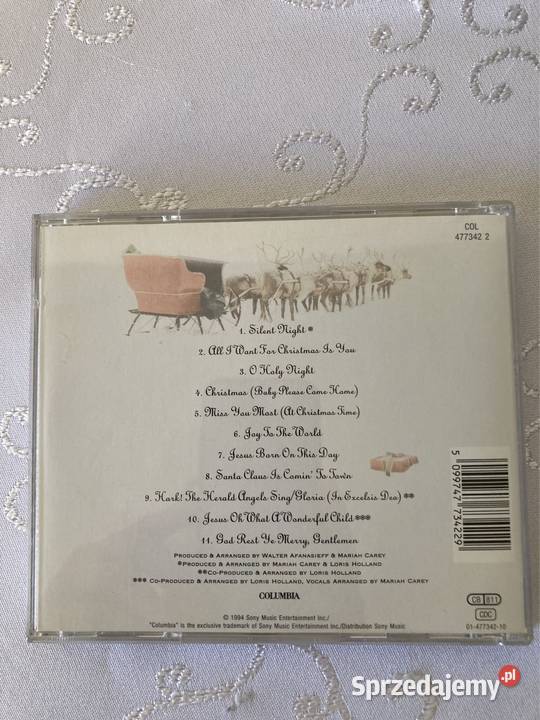 COL
477342 2
1. Silent Night *
2. All I Want For Christmas Is You
3. O Holy Night
4. Christmas (Baby Please Come Home)
5. Miss You Most (At Christmas Time)
6. Joy To The World
7. Jesus Born On This Day
8. Santa Claus Is Comin' To Town
9. Hark! The Herald Angels Sing/Gloria (In Excelsis Deo) **
10. Jesus Oh What A Wonderful Child ***
11. God Rest Ye Merry, Gentlemen
5 099747 734229
Produced & Arranged by Walter Afanasieff & Mariah Carey
*Produced & Arranged by Mariah Carey & Loris Holland
**Co-Produced & Arranged by Loris Holland
*** Co-Produced & Arranged by Loris Holland, Vocals Arranged by Mariah Carey
COLUMBIA
CB 811
CDC
© 1994 Sony Music Entertainment Inc./
"Columbia" is the exclusive trademark of Sony Music Entertainment Inc./Distribution Sony Music
01-477342-10
Sprzedajemy.pl